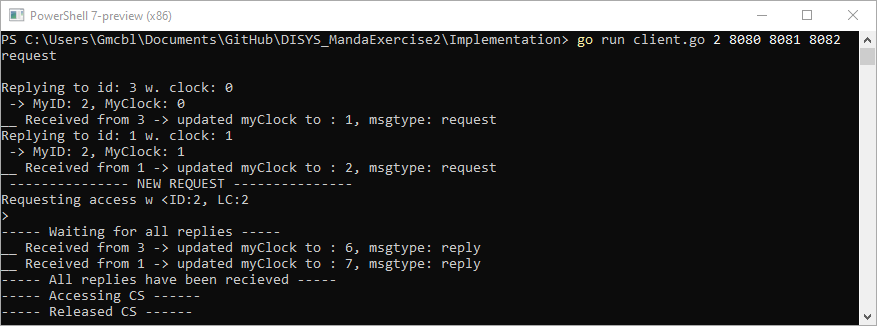 PowerShell 7-preview (x86)
PS C:\Users\Gmcbl\Documents\GitHub\DISYS_MandaExercise2\Implementation> go run client.go 2 8080 8081 8082
request
Replying to id: 3 w. clock: 0
 -> MyID: 2, MyClock: 0
__ Received from 3 -> updated myClock to : 1, msgtype: request
Replying to id: 1 w. clock: 1
 -> MyID: 2, MyClock: 1
__ Received from 1 -> updated myClock to : 2, msgtype: request
 --------------- NEW REQUEST ---------------
Requesting access w <ID:2, LC:2
>
----- Waiting for all replies -----
__ Received from 3 -> updated myClock to : 6, msgtype: reply
__ Received from 1 -> updated myClock to : 7, msgtype: reply
----- All replies have been recieved -----
----- Accessing CS ------
----- Released CS ------